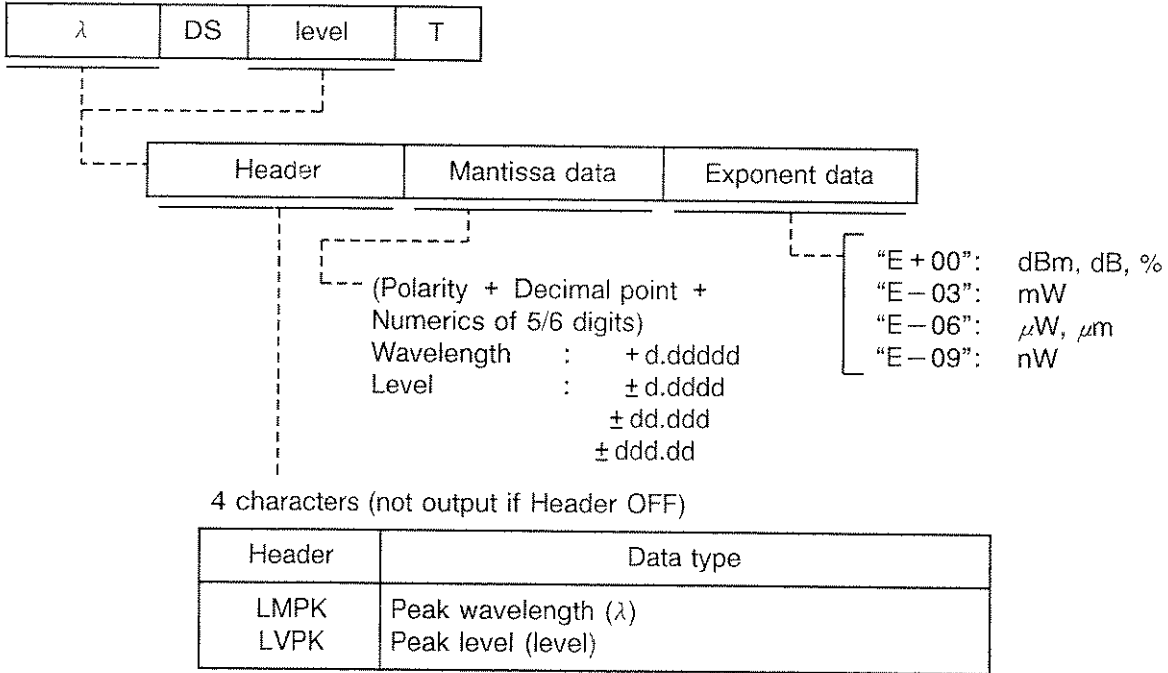 λ DS level T
Header Mantissa data Exponent data
(Polarity + Decimal point +
Numerics of 5/6 digits)
Wavelength : +d.ddddd
Level : ±d.dddd
±dd.ddd
±ddd.dd
"E+00": dBm, dB, %
"E−03": mW
"E−06": μW, μm
"E−09": nW
4 characters (not output if Header OFF)
Header Data type
LMPK Peak wavelength (λ)
LVPK Peak level (level)